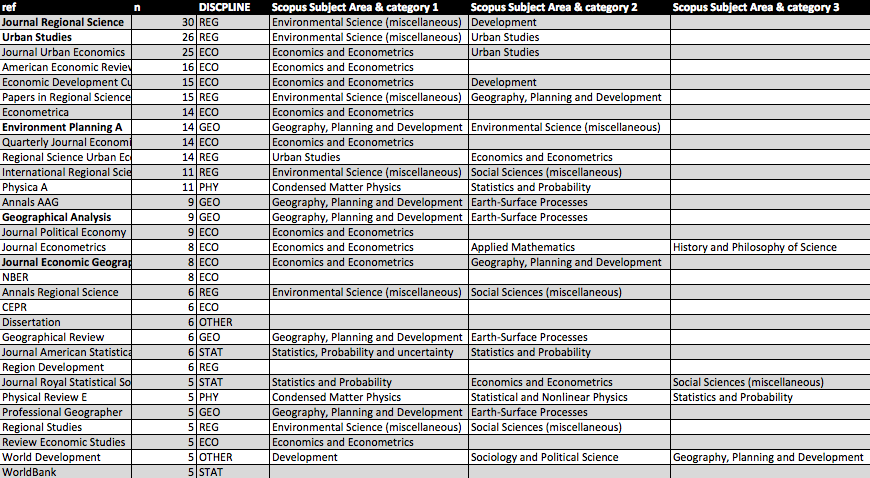 ref n DISCPLINE Scopus Subject Area & category 1 Scopus Subject Area & category 2 Scopus Subject Area & category 3
Journal Regional Science 30 REG Environmental Science (miscellaneous) Development
Urban Studies 26 REG Environmental Science (miscellaneous) Urban Studies
Journal Urban Economics 25 ECO Economics and Econometrics Urban Studies
American Economic Review 16 ECO Economics and Econometrics
Economic Development Cu 15 ECO Economics and Econometrics Development
Papers in Regional Science 15 REG Environmental Science (miscellaneous) Geography, Planning and Development
Econometrica 14 ECO Economics and Econometrics
Environment Planning A 14 GEO Geography, Planning and Development Environmental Science (miscellaneous)
Quarterly Journal Economi 14 ECO Economics and Econometrics
Regional Science Urban Ec 14 REG Urban Studies Economics and Econometrics
International Regional Scie 11 REG Environmental Science (miscellaneous) Social Sciences (miscellaneous)
Physica A 11 PHY Condensed Matter Physics Statistics and Probability
Annals AAG 9 GEO Geography, Planning and Development Earth-Surface Processes
Geographical Analysis 9 GEO Geography, Planning and Development Earth-Surface Processes
Journal Political Economy 9 ECO Economics and Econometrics
Journal Econometrics 8 ECO Economics and Econometrics Applied Mathematics History and Philosophy of Science
Journal Economic Geograp 8 ECO Economics and Econometrics Geography, Planning and Development
NBER 8 ECO
Annals Regional Science 6 REG Environmental Science (miscellaneous) Social Sciences (miscellaneous)
CEPR 6 ECO
Dissertation 6 OTHER
Geographical Review 6 GEO Geography, Planning and Development Earth-Surface Processes
Journal American Statistica 6 STAT Statistics, Probability and uncertainty Statistics and Probability
Region Development 6 REG
Journal Royal Statistical So 5 STAT Statistics and Probability Economics and Econometrics Social Sciences (miscellaneous)
Physical Review E 5 PHY Condensed Matter Physics Statistical and Nonlinear Physics Statistics and Probability
Professional Geographer 5 GEO Geography, Planning and Development Earth-Surface Processes
Regional Studies 5 REG Environmental Science (miscellaneous) Social Sciences (miscellaneous)
Review Economic Studies 5 ECO Economics and Econometrics
World Development 5 OTHER Development Sociology and Political Science Geography, Planning and Development
WorldBank 5 STAT